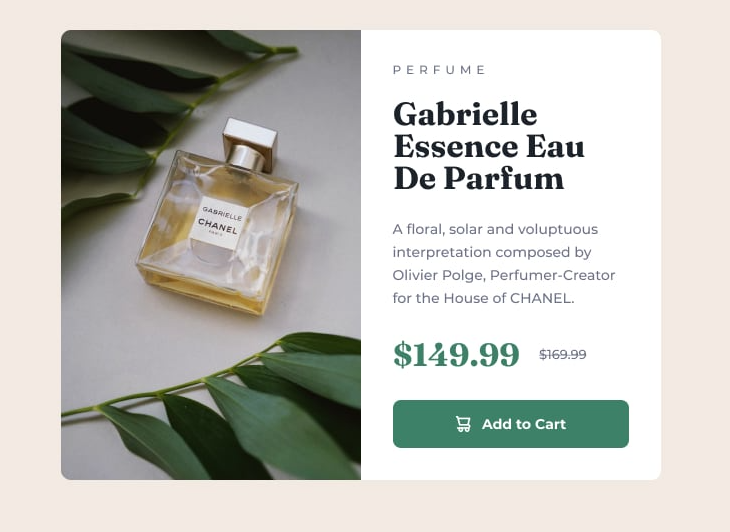 GABRIELLE
CHANEL
PARIS
PERFUME
Gabrielle
Essence Eau
De Parfum
A floral, solar and voluptuous
interpretation composed by
Olivier Polge, Perfumer-Creator
for the House of CHANEL.
$149.99 $169.99
Add to Cart